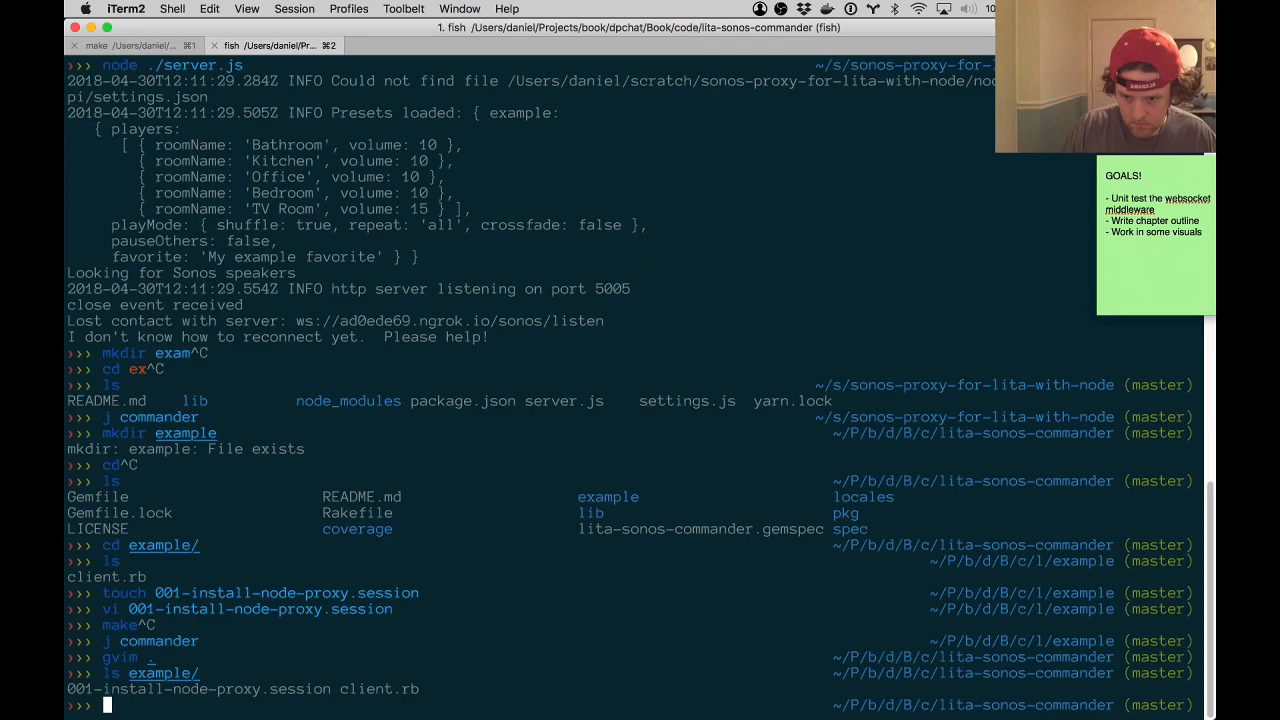 iTerm2 Shell Edit View Session Profiles Toolbelt Window Help 10
1. fish /Users/daniel/Projects/book/dpchat/Book/code/lita-sonos-commander (fish)
make /Users/daniel/... ⌘1 fish /Users/daniel/Pr... ⌘2
❯❯❯ node ./server.js ~/s/sonos-proxy-for-l
2018-04-30T12:11:29.284Z INFO Could not find file /Users/daniel/scratch/sonos-proxy-for-lita-with-node/nod
pi/settings.json
2018-04-30T12:11:29.505Z INFO Presets loaded: { example:
{ players:
[ { roomName: 'Bathroom', volume: 10 },
{ roomName: 'Kitchen', volume: 10 },
{ roomName: 'Office', volume: 10 },
{ roomName: 'Bedroom', volume: 10 },
{ roomName: 'TV Room', volume: 15 } ],
playMode: { shuffle: true, repeat: 'all', crossfade: false },
pauseOthers: false,
favorite: 'My example favorite' } }
Looking for Sonos speakers
2018-04-30T12:11:29.554Z INFO http server listening on port 5005
close event received
Lost contact with server: ws://ad0ede69.ngrok.io/sonos/listen
I don't know how to reconnect yet. Please help!
❯❯❯ mkdir exam^C
❯❯❯ cd ex^C
❯❯❯ ls ~/s/sonos-proxy-for-lita-with-node (master)
README.md lib node_modules package.json server.js settings.js yarn.lock
❯❯❯ j commander ~/s/sonos-proxy-for-lita-with-node (master)
❯❯❯ mkdir example ~/P/b/d/B/c/lita-sonos-commander (master)
mkdir: example: File exists
❯❯❯ cd^C
❯❯❯ ls ~/P/b/d/B/c/lita-sonos-commander (master)
Gemfile README.md example locales
Gemfile.lock Rakefile lib pkg
LICENSE coverage lita-sonos-commander.gemspec spec
❯❯❯ cd example/ ~/P/b/d/B/c/lita-sonos-commander (master)
❯❯❯ ls ~/P/b/d/B/c/l/example (master)
client.rb
❯❯❯ touch 001-install-node-proxy.session ~/P/b/d/B/c/l/example (master)
❯❯❯ vi 001-install-node-proxy.session ~/P/b/d/B/c/l/example (master)
❯❯❯ make^C
❯❯❯ j commander ~/P/b/d/B/c/l/example (master)
❯❯❯ gvim . ~/P/b/d/B/c/lita-sonos-commander (master)
❯❯❯ ls example/ ~/P/b/d/B/c/lita-sonos-commander (master)
001-install-node-proxy.session client.rb
❯❯❯ ~/P/b/d/B/c/lita-sonos-commander (master)
GOALS!
- Unit test the websocket
middleware
- Write chapter outline
- Work in some visuals